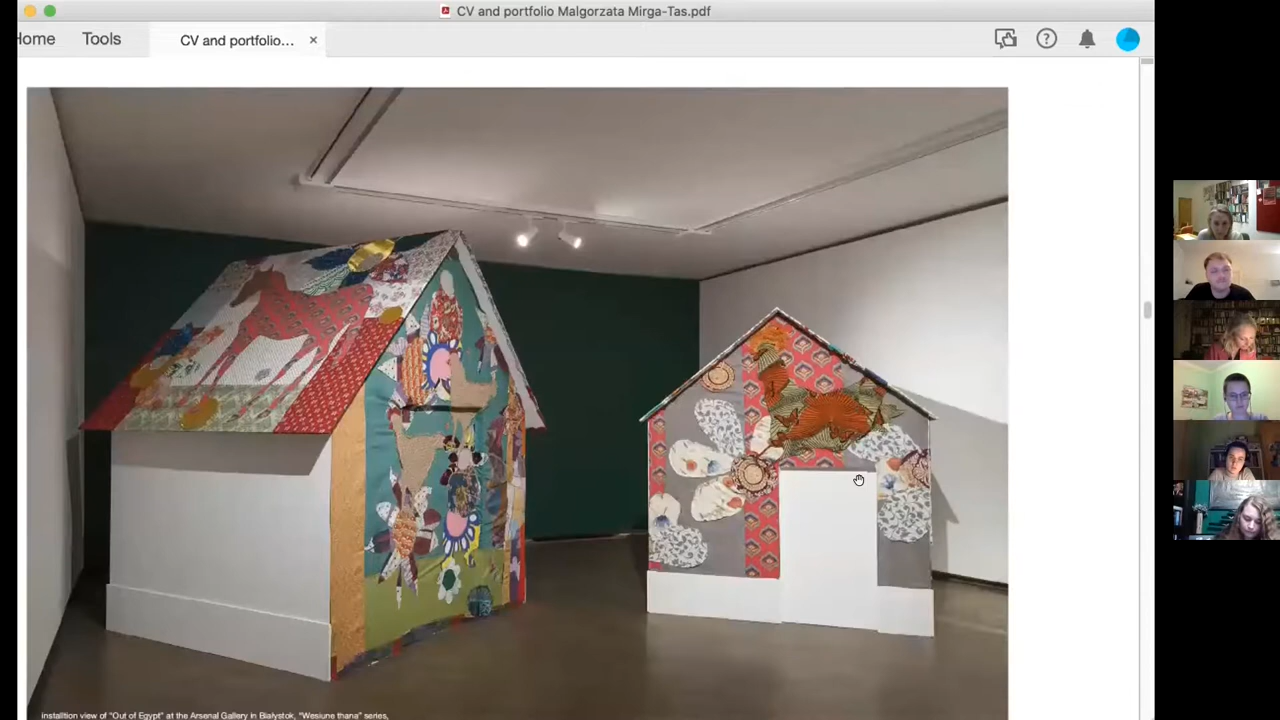 CV and portfolio Malgorzata Mirga-Tas.pdf
Home
Tools
CV and portfolio...
installtion view of "Out of Egypt" at the Arsenal Gallery in Bialystok, "Wesiune thana" series,